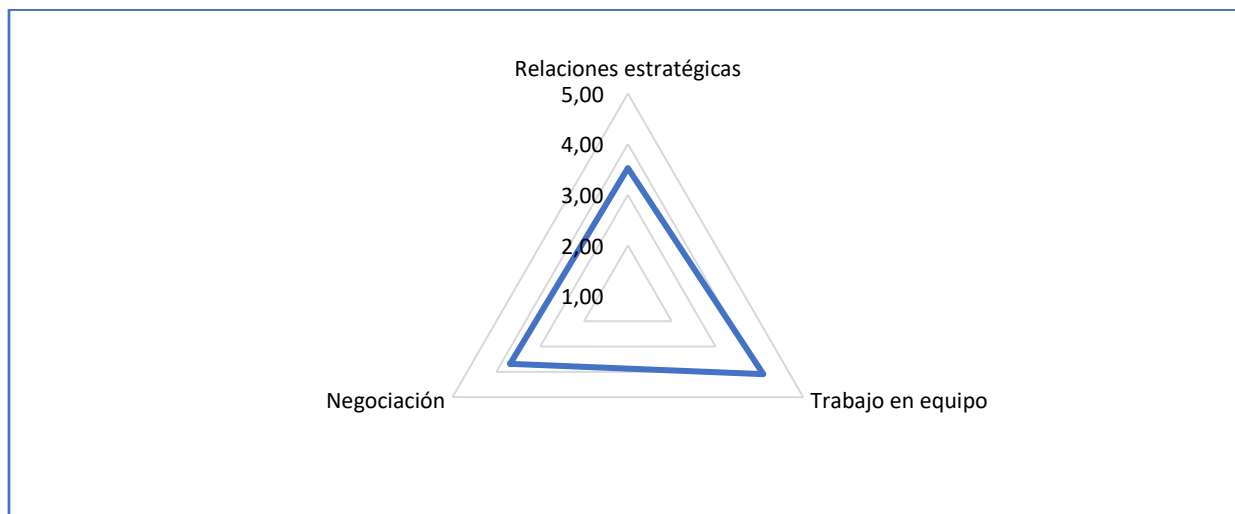 Relaciones estratégicas
5,00
4,00
3,00
2,00
1,00
Negociación
Trabajo en equipo